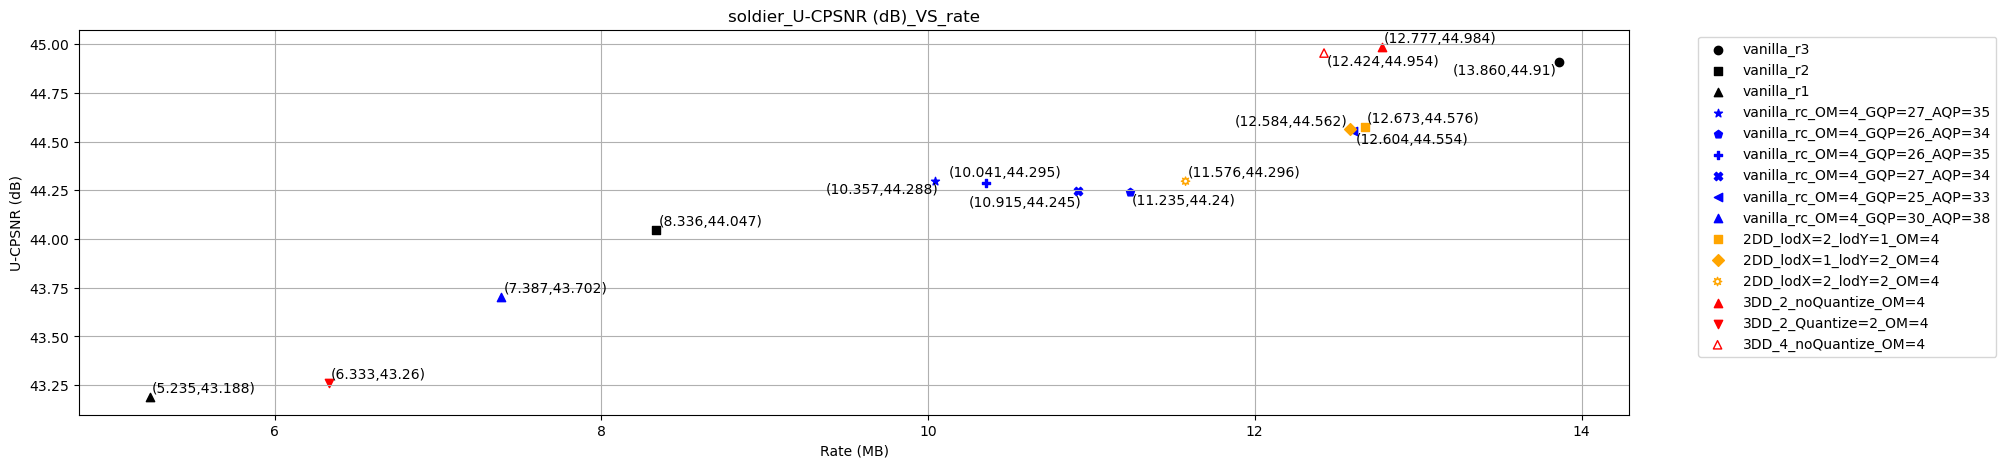 soldier_U-CPSNR (dB)_VS_rate
45.00
44.75
44.50
44.25
44.00
43.75
43.50
43.25
U-CPSNR (dB)
(12.777,44.984)
(12.424,44.954)
(13.860,44.91)
(12.584,44.562)
(12.673,44.576)
(12.604,44.554)
(10.041,44.295)
(11.576,44.296)
(10.357,44.288)
(10.915,44.245)
(11.235,44.24)
(8.336,44.047)
(7.387,43.702)
(6.333,43.26)
(5.235,43.188)
6
8
10
12
14
Rate (MB)
vanilla_r3
vanilla_r2
vanilla_r1
vanilla_rc_OM=4_GQP=27_AQP=35
vanilla_rc_OM=4_GQP=26_AQP=34
vanilla_rc_OM=4_GQP=26_AQP=35
vanilla_rc_OM=4_GQP=27_AQP=34
vanilla_rc_OM=4_GQP=25_AQP=33
vanilla_rc_OM=4_GQP=30_AQP=38
2DD_lodX=2_lodY=1_OM=4
2DD_lodX=1_lodY=2_OM=4
2DD_lodX=2_lodY=2_OM=4
3DD_2_noQuantize_OM=4
3DD_2_Quantize=2_OM=4
3DD_4_noQuantize_OM=4